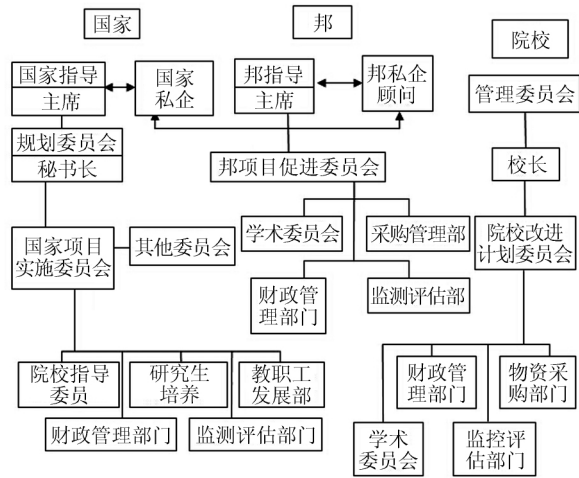 国家
邦
院校
国家指导
主席
国家
私企
邦指导
主席
邦私企
顾问
管理委员会
规划委员会
秘书长
邦项目促进委员会
校长
学术委员会
采购管理部
国家项目
实施委员会
其他委员会
院校改进
计划委员会
财政管
理部门
监测评估部
院校指导
委员
研究生
培养
教职工
发展部
财政管理部门
监测评估部门
财政管
理部门
物资采
购部门
学术
委员会
监控评
估部门